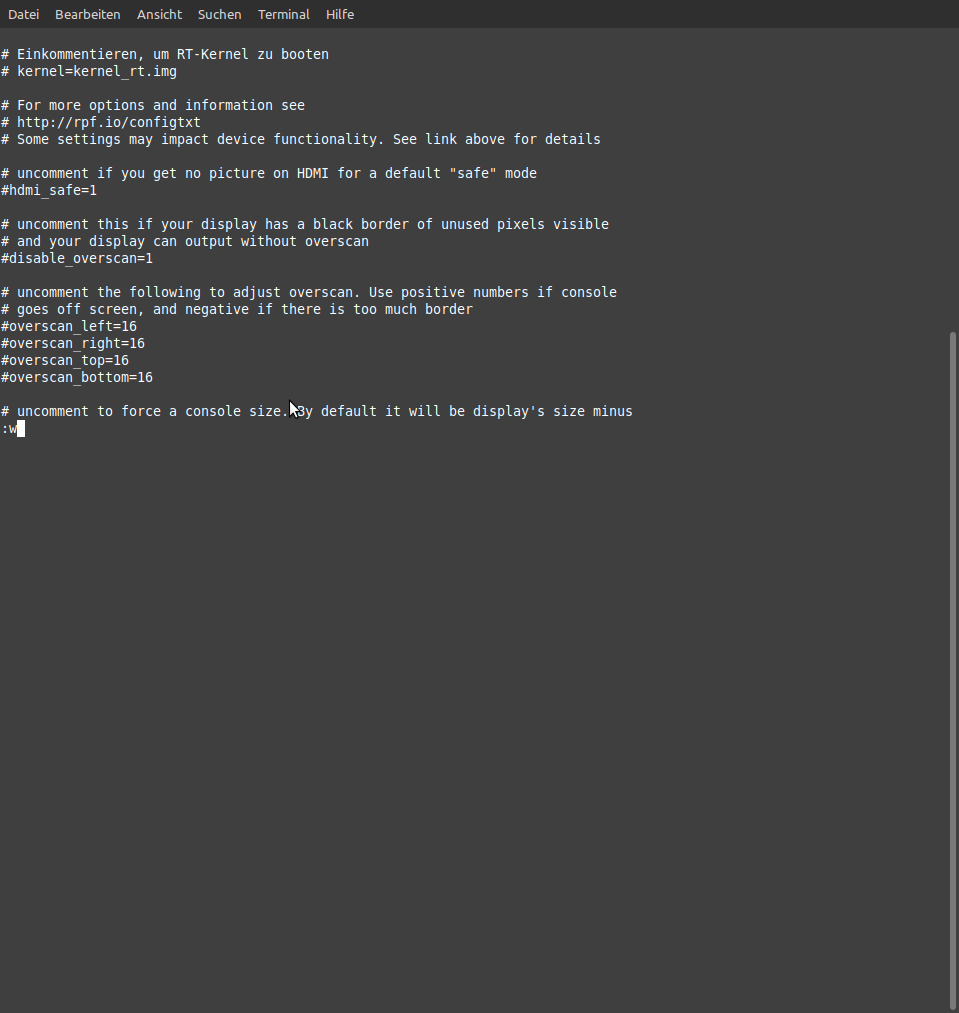 Datei Bearbeiten Ansicht Suchen Terminal Hilfe
# Einkommentieren, um RT-Kernel zu booten
# kernel=kernel_rt.img
# For more options and information see
# http://rpf.io/configtxt
# Some settings may impact device functionality. See link above for details
# uncomment if you get no picture on HDMI for a default "safe" mode
#hdmi_safe=1
# uncomment this if your display has a black border of unused pixels visible
# and your display can output without overscan
#disable_overscan=1
# uncomment the following to adjust overscan. Use positive numbers if console
# goes off screen, and negative if there is too much border
#overscan_left=16
#overscan_right=16
#overscan_top=16
#overscan_bottom=16
# uncomment to force a console size. By default it will be display's size minus
:w